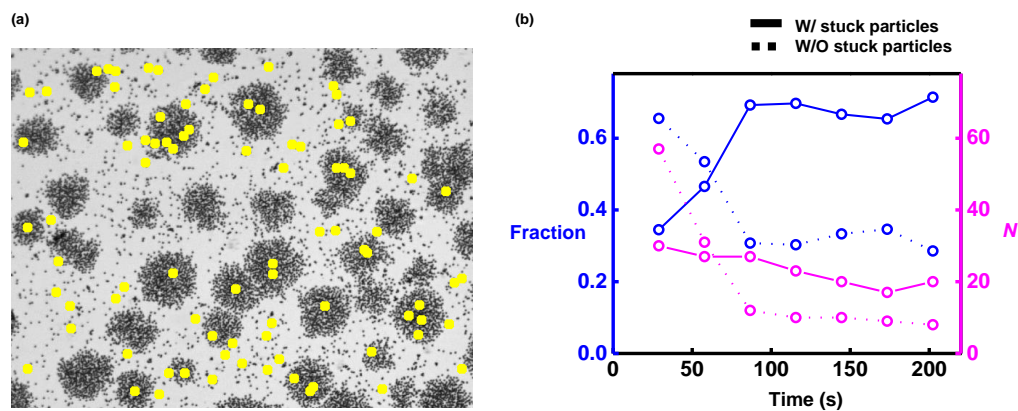 (a)
(b)
W/ stuck particles
W/O stuck particles
0.6
0.4
0.2
0.0
Fraction
60
40
20
0
N
0 50 100 150 200
Time (s)